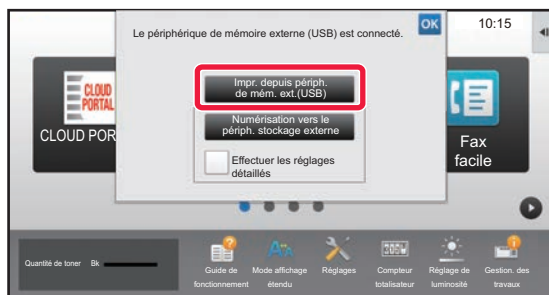 Le périphérique de mémoire externe (USB) est connecté.
OK
10:15
Impr. depuis périph.
de mém. ext.(USB)
Numérisation vers le
périph. stockage externe
Effectuer les réglages
détaillés
CLOUD
PORTAL
CLOUD POR
Fax
facile
Quantité de toner Bk
Guide de
fonctionnement
Mode affichage
étendu
Réglages
Compteur
totalisateur
Réglage de
luminosité
Gestion. des
travaux